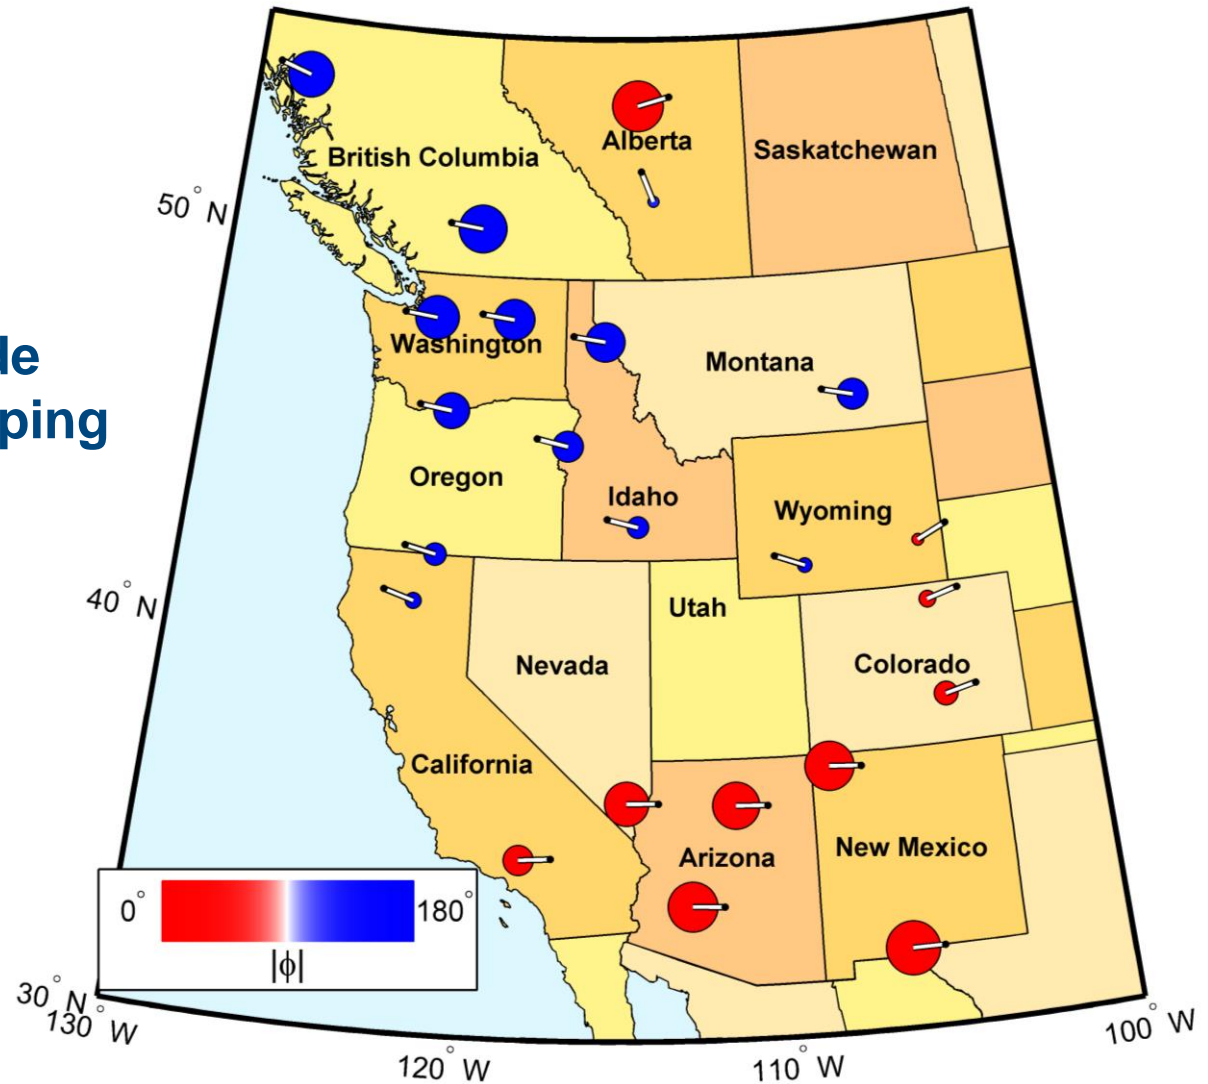 de
ping
50° N
40° N
30° N
130° W
120° W
110° W
100° W
British Columbia
Alberta
Saskatchewan
Washington
Montana
Oregon
Idaho
Wyoming
Utah
Nevada
Colorado
California
Arizona
New Mexico
0°
180°
|ϕ|